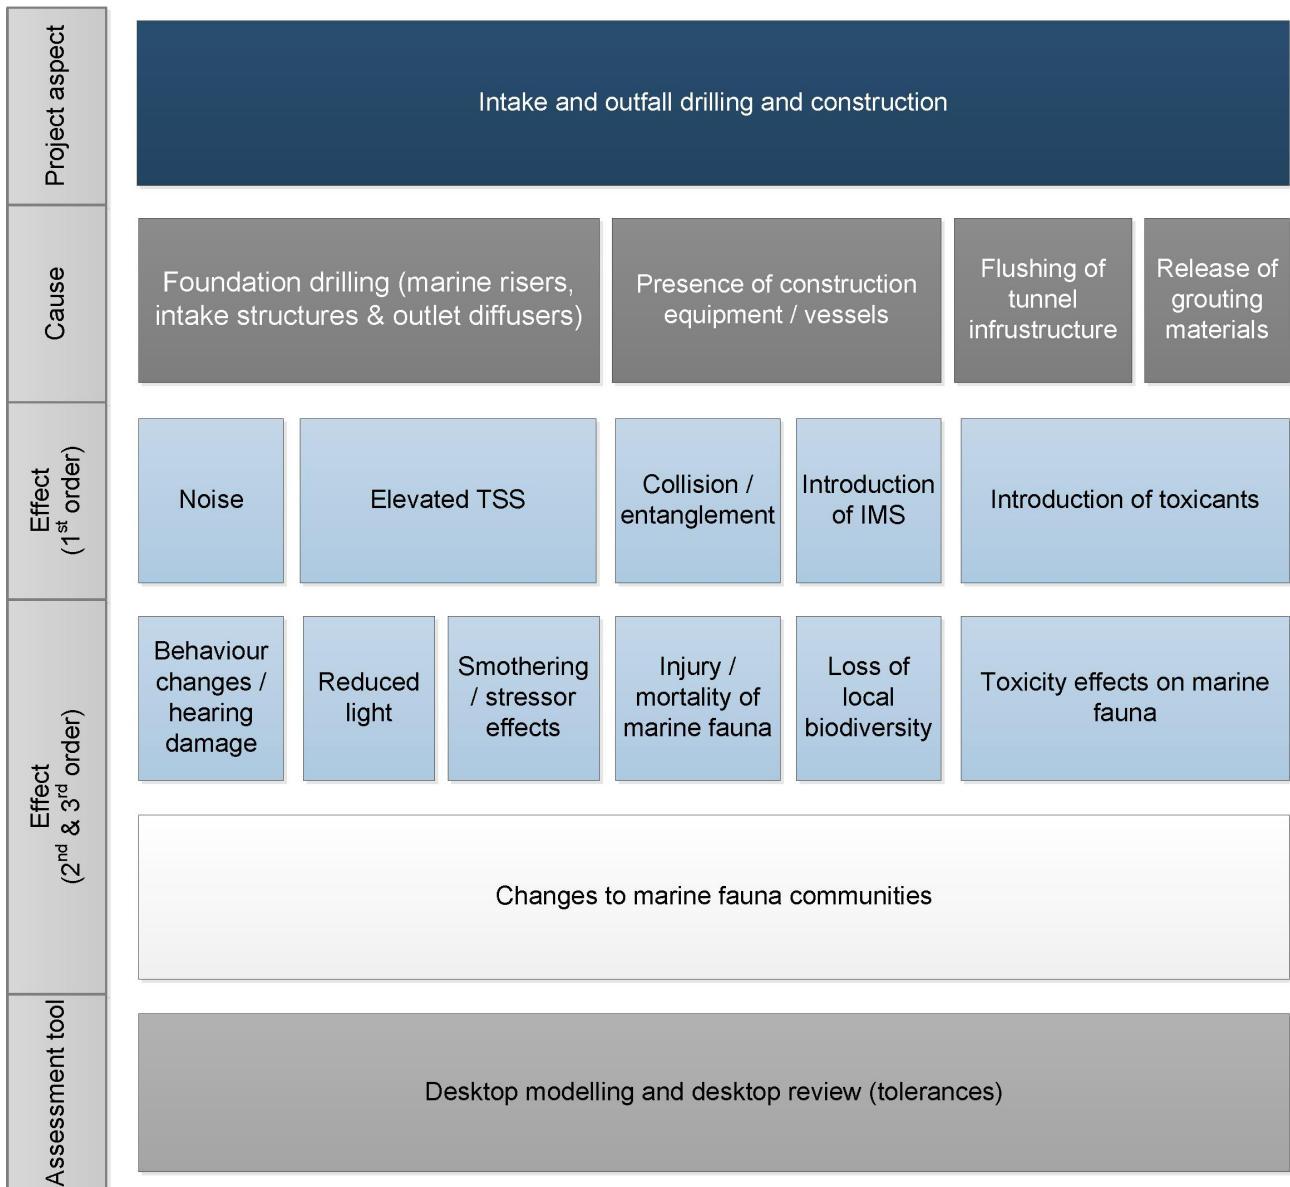 Project aspect
Intake and outfall drilling and construction
Cause
Foundation drilling (marine risers,
intake structures & outlet diffusers)
Presence of construction
equipment / vessels
Flushing of
tunnel
infrustructure
Release of
grouting
materials
Effect
(1st order)
Noise
Elevated TSS
Collision /
entanglement
Introduction
of IMS
Introduction of toxicants
Effect
(2nd & 3rd order)
Behaviour
changes /
hearing
damage
Reduced
light
Smothering
/ stressor
effects
Injury /
mortality of
marine fauna
Loss of
local
biodiversity
Toxicity effects on marine
fauna
Changes to marine fauna communities
Assessment tool
Desktop modelling and desktop review (tolerances)